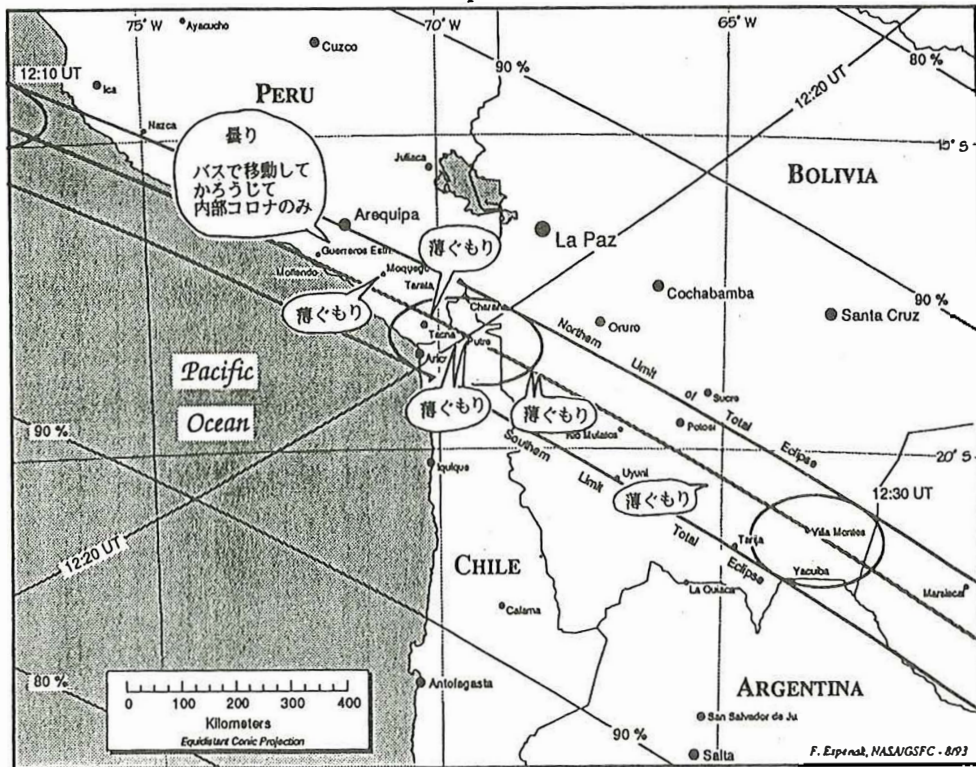 75° W
70° W
65° W
Ayacucho
Cuzco
80 %
90 %
12:20 UT
12:10 UT
Ica
PERU
Nazca
15° S
曇り
バスで移動して
かろうじて
内部コロナのみ
Juliaca
BOLIVIA
Arequipa
La Paz
薄ぐもり
Guerreros Estri
Moquegu
Mollendo
Tarata
Charaña
Cochabamba
90 %
Santa Cruz
薄ぐもり
Oruro
Northern
Limit
of
Total
Eclipse
Tacna
Putre
Aric
Pacific
Ocean
薄ぐもり
薄ぐもり
Sucre
Potosi
Rio Mulatos
90 %
Southern
Limit
Total
Eclipse
20° S
Iquique
Uyuni
薄ぐもり
12:30 UT
Villa Montes
Tarija
Yacuiba
12:20 UT
CHILE
La Quiaca
Mariscal
Calama
80 %
Antofagasta
ARGENTINA
0 100 200 300 400
Kilometers
Equidistant Conic Projection
San Salvador de Ju
90 %
Salta
F. Espenak, NASA/GSFC - 8/93